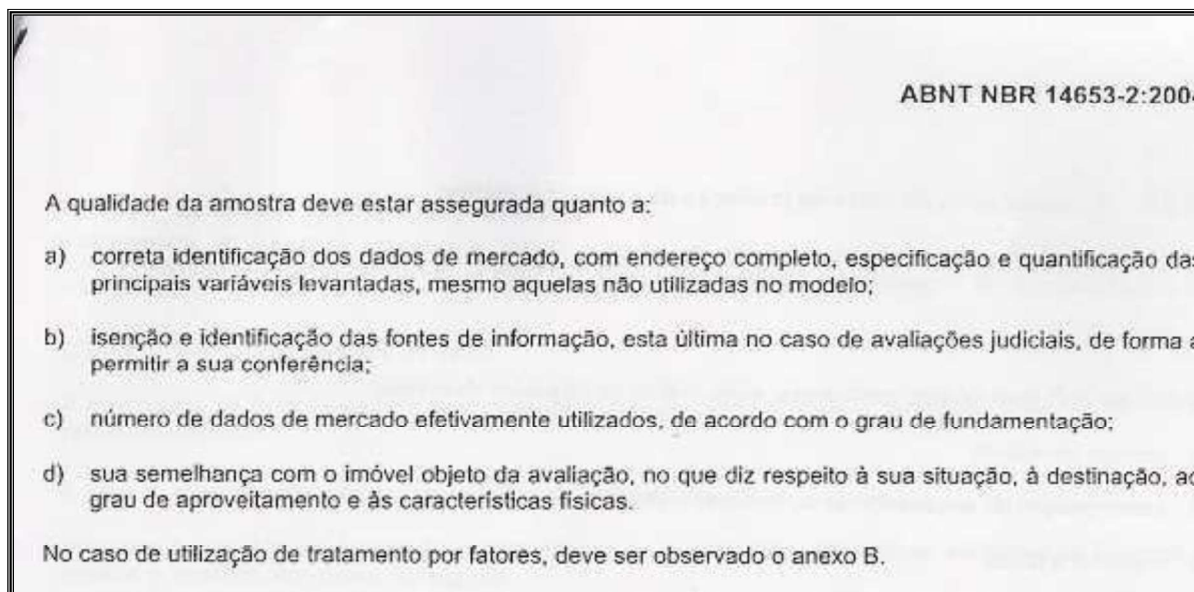 ABNT NBR 14653-2:2004
A qualidade da amostra deve estar assegurada quanto a:
a) correta identificação dos dados de mercado, com endereço completo, especificação e quantificação das
principais variáveis levantadas, mesmo aquelas não utilizadas no modelo;
b) isenção e identificação das fontes de informação, esta última no caso de avaliações judiciais, de forma a
permitir a sua conferência;
c) número de dados de mercado efetivamente utilizados, de acordo com o grau de fundamentação;
d) sua semelhança com o imóvel objeto da avaliação, no que diz respeito à sua situação, à destinação, ao
grau de aproveitamento e às características físicas.
No caso de utilização de tratamento por fatores, deve ser observado o anexo B.